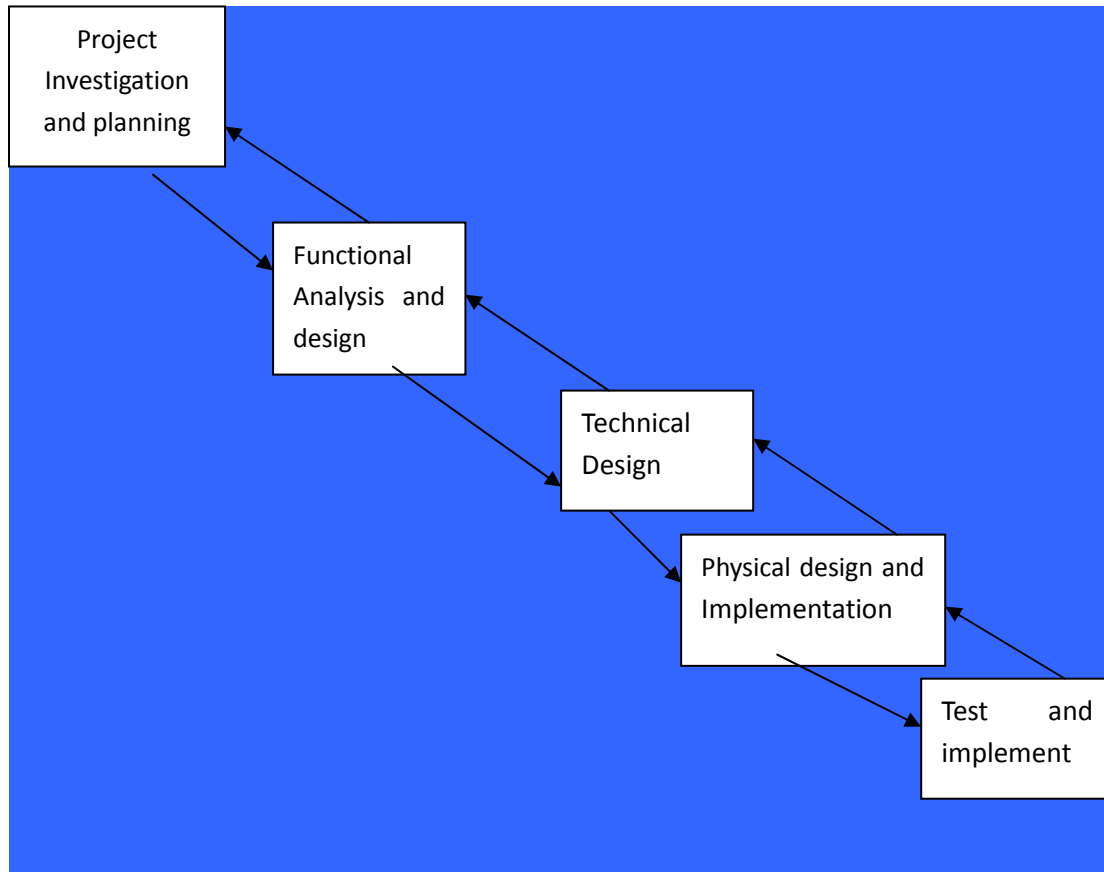 Project
Investigation
and planning
Functional
Analysis and
design
Technical
Design
Physical design and
Implementation
Test and
implement